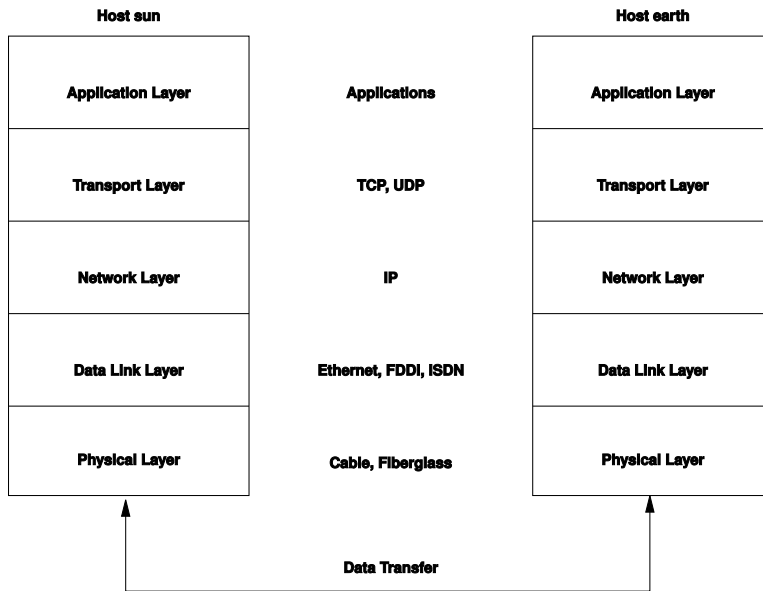 Host sun
Host earth
Application Layer
Applications
Application Layer
Transport Layer
TCP, UDP
Transport Layer
Network Layer
IP
Network Layer
Data Link Layer
Ethernet, FDDI, ISDN
Data Link Layer
Physical Layer
Cable, Fiberglass
Physical Layer
Data Transfer